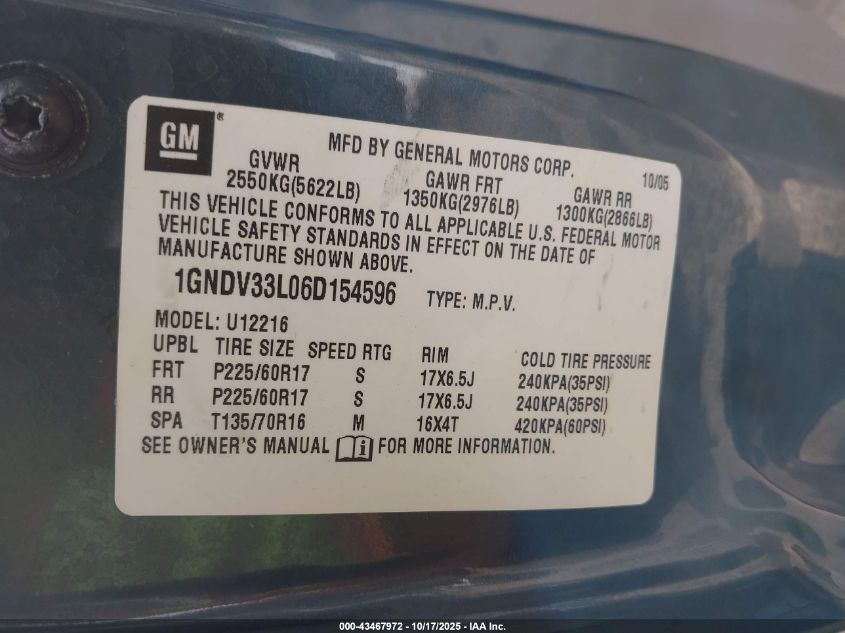 GM®
MFD BY GENERAL MOTORS CORP. 10/05
GVWR GAWR FRT GAWR RR
2550KG(5622LB) 1350KG(2976LB) 1300KG(2866LB)
THIS VEHICLE CONFORMS TO ALL APPLICABLE U.S. FEDERAL MOTOR
VEHICLE SAFETY STANDARDS IN EFFECT ON THE DATE OF
MANUFACTURE SHOWN ABOVE.
1GNDV33L06D154596 TYPE: M.P.V.
MODEL: U12216
UPBL TIRE SIZE SPEED RTG RIM COLD TIRE PRESSURE
FRT P225/60R17 S 17X6.5J 240KPA(35PSI)
RR P225/60R17 S 17X6.5J 240KPA(35PSI)
SPA T135/70R16 M 16X4T 420KPA(60PSI)
SEE OWNER'S MANUAL i FOR MORE INFORMATION.
000-43467972 - 10/17/2025 - IAA Inc.